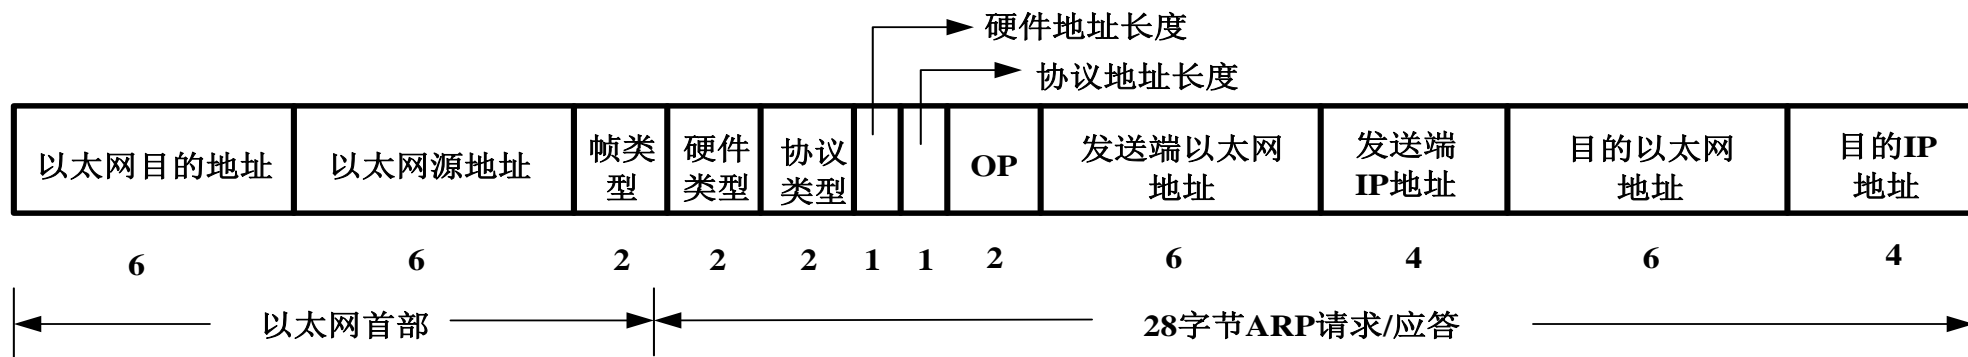 硬件地址长度
协议地址长度
以太网目的地址
以太网源地址
帧类
型
硬件
类型
协议
类型
OP
发送端以太网
地址
发送端
IP地址
目的以太网
地址
目的IP
地址
6
6
2
2
2
1
1
2
6
4
6
4
以太网首部
28字节ARP请求/应答